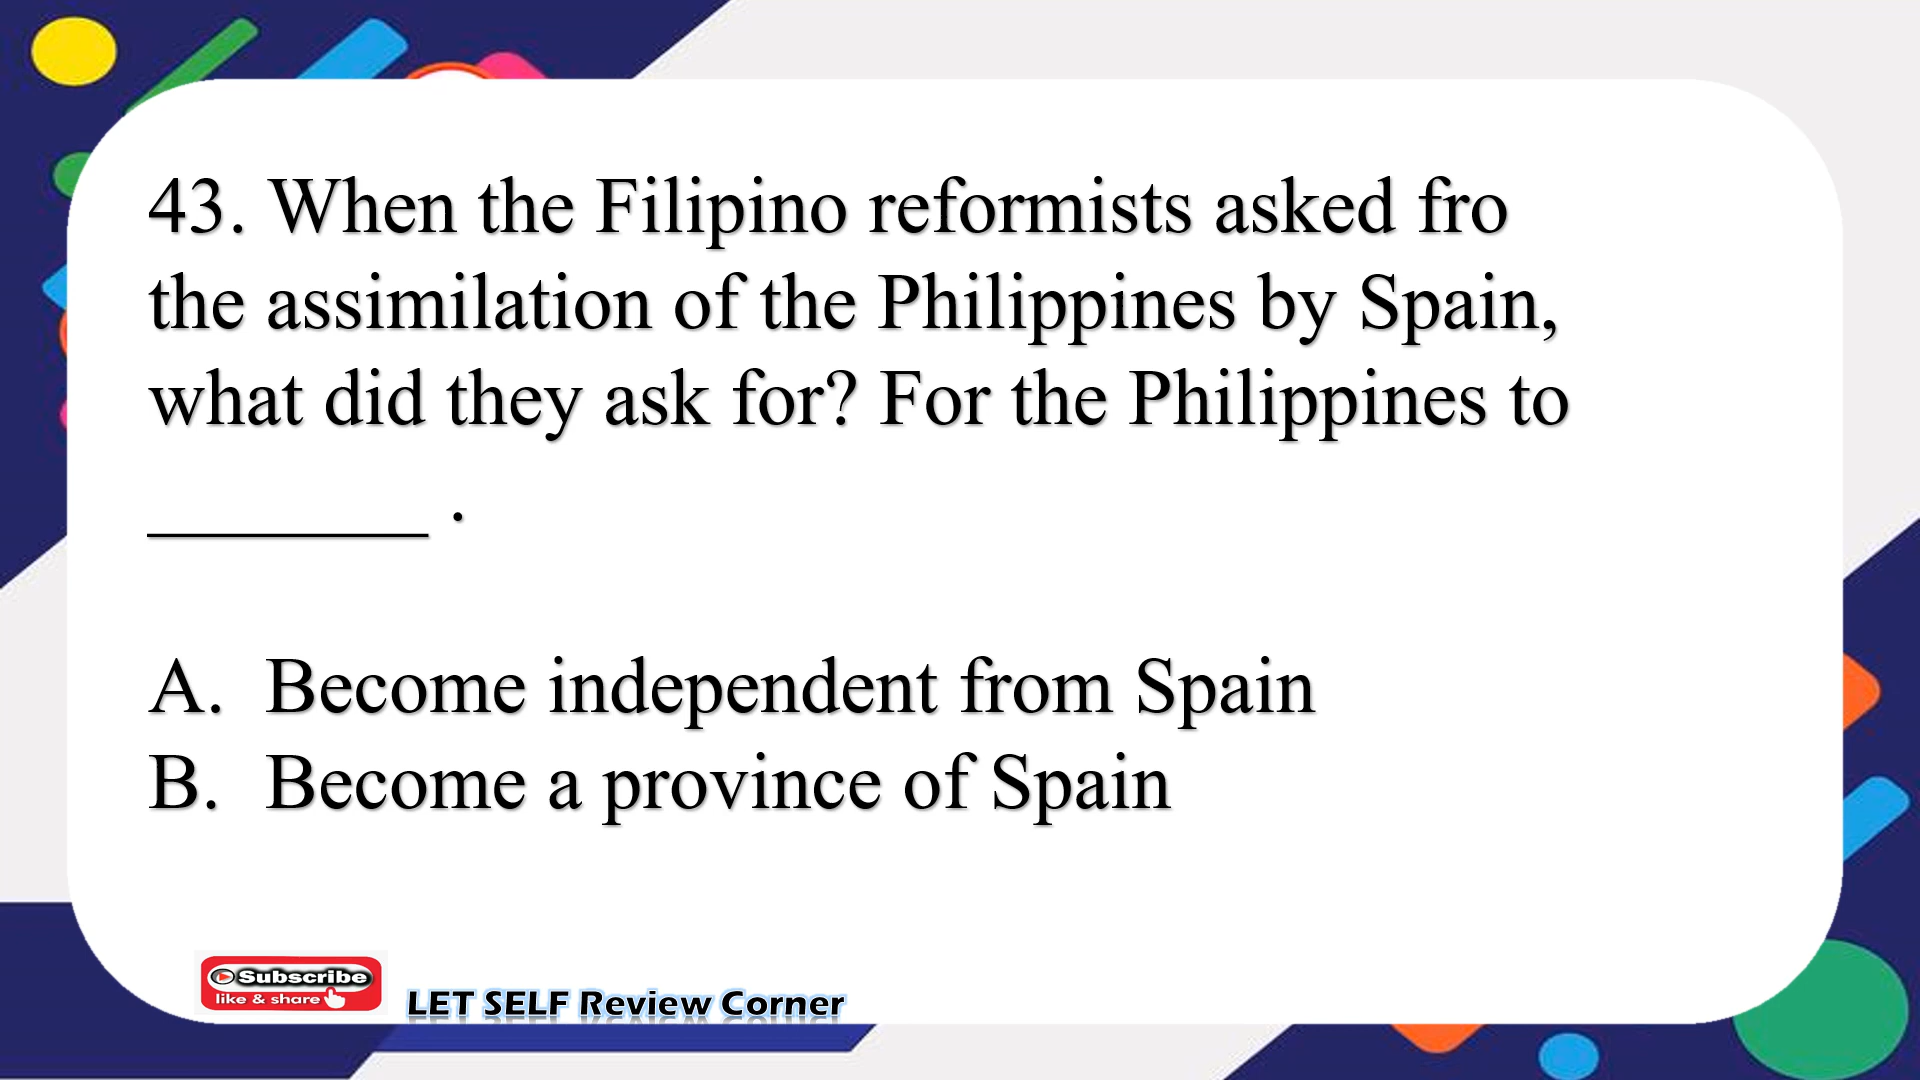 43. When the Filipino reformists asked fro
the assimilation of the Philippines by Spain,
what did they ask for? For the Philippines to
________ .
A. Become independent from Spain
B. Become a province of Spain
Subscribe
like & share
LET SELF Review Corner